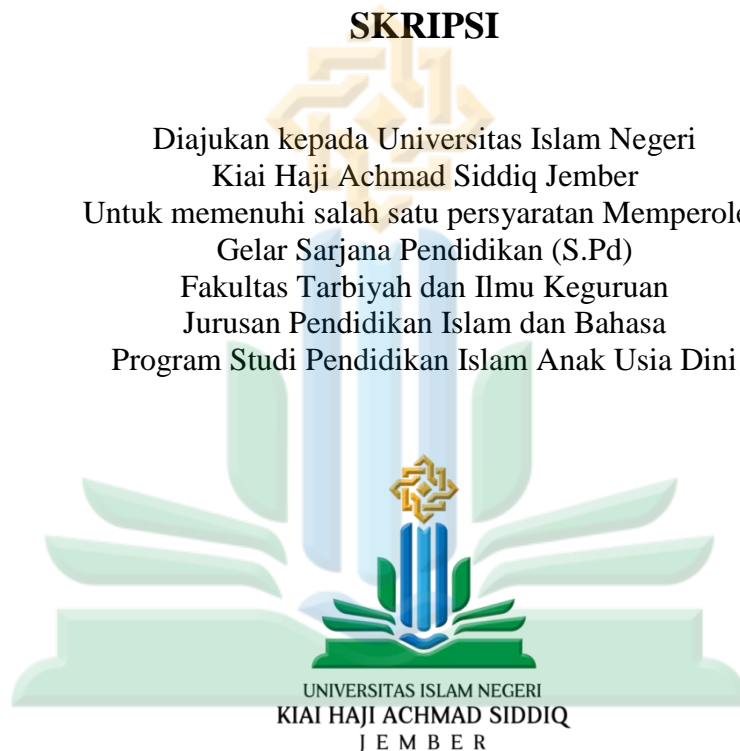 SKRIPSI
Diajukan kepada Universitas Islam Negeri
Kiai Haji Achmad Siddiq Jember
Untuk memenuhi salah satu persyaratan Memperole
Gelar Sarjana Pendidikan (S.Pd)
Fakultas Tarbiyah dan Ilmu Keguruan
Jurusan Pendidikan Islam dan Bahasa
Program Studi Pendidikan Islam Anak Usia Dini
UNIVERSITAS ISLAM NEGERI
KIAI HAJI ACHMAD SIDDIQ
JEMBER